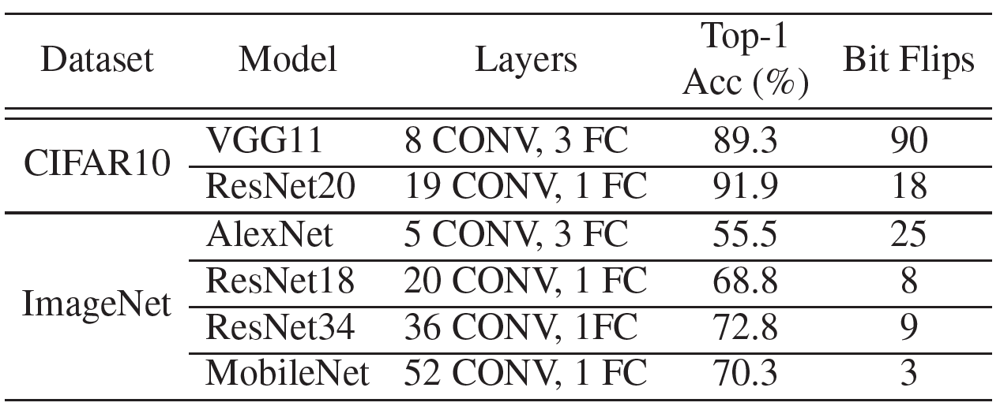 Dataset Model Layers Top-1 Acc (%) Bit Flips
CIFAR10 VGG11 8 CONV, 3 FC 89.3 90
ResNet20 19 CONV, 1 FC 91.9 18
ImageNet AlexNet 5 CONV, 3 FC 55.5 25
ResNet18 20 CONV, 1 FC 68.8 8
ResNet34 36 CONV, 1FC 72.8 9
MobileNet 52 CONV, 1 FC 70.3 3